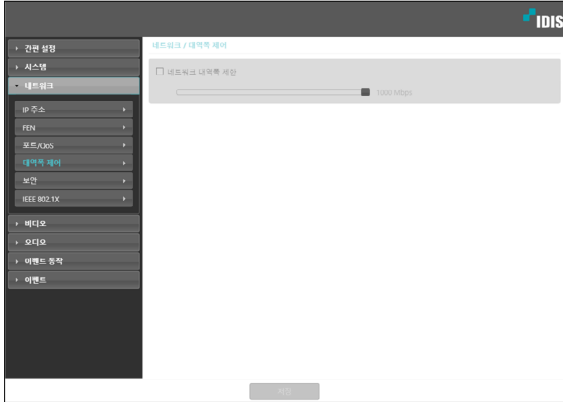 IDIS
간편 설정
시스템
네트워크
IP 주소
FEN
포트/QoS
대역폭 제어
보안
IEEE 802.1X
비디오
오디오
이벤트 동작
이벤트
네트워크 / 대역폭 제어
네트워크 대역폭 제한
1000 Mbps
저장